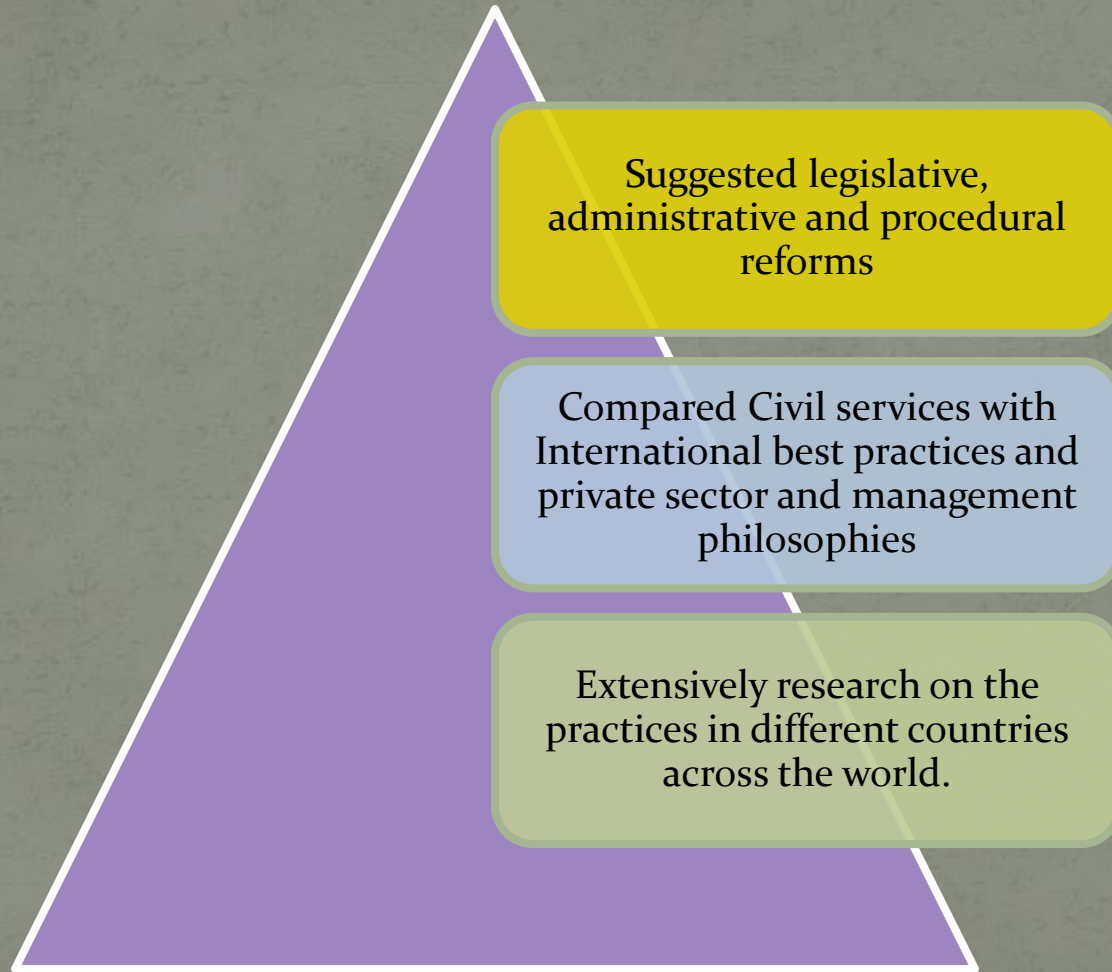 Suggested legislative,
administrative and procedural
reforms
Compared Civil services with
International best practices and
private sector and management
philosophies
Extensively research on the
practices in different countries
across the world.